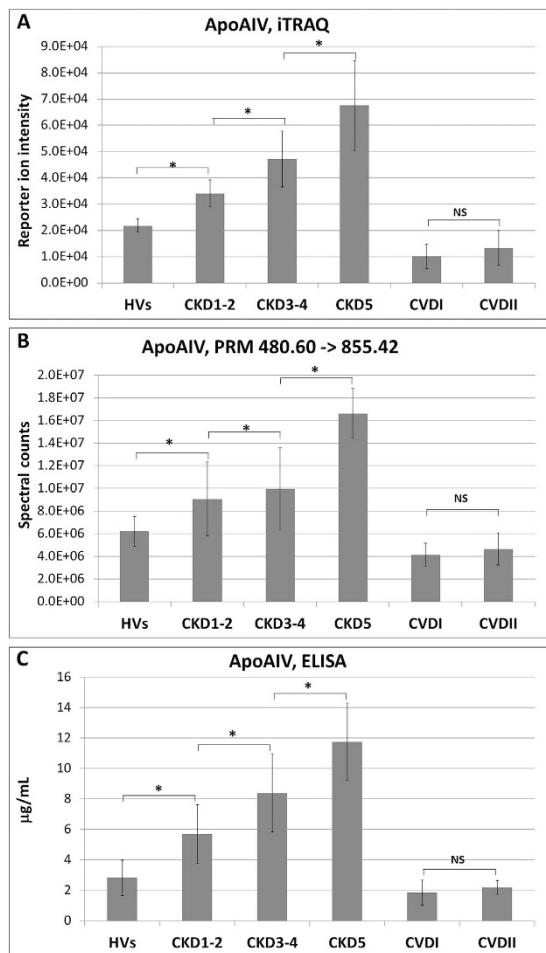 A
ApoAIV, iTRAQ
Reporter ion intensity
9.0E+04
8.0E+04
7.0E+04
6.0E+04
5.0E+04
4.0E+04
3.0E+04
2.0E+04
1.0E+04
0.0E+00
*
*
*
NS
HVs CKD1-2 CKD3-4 CKD5 CVDI CVDII
B
ApoAIV, PRM 480.60 -> 855.42
Spectral counts
2.0E+07
1.8E+07
1.6E+07
1.4E+07
1.2E+07
1.0E+07
8.0E+06
6.0E+06
4.0E+06
2.0E+06
0.0E+00
*
*
*
NS
HVs CKD1-2 CKD3-4 CKD5 CVDI CVDII
C
ApoAIV, ELISA
µg/mL
16
14
12
10
8
6
4
2
0
*
*
*
NS
HVs CKD1-2 CKD3-4 CKD5 CVDI CVDII